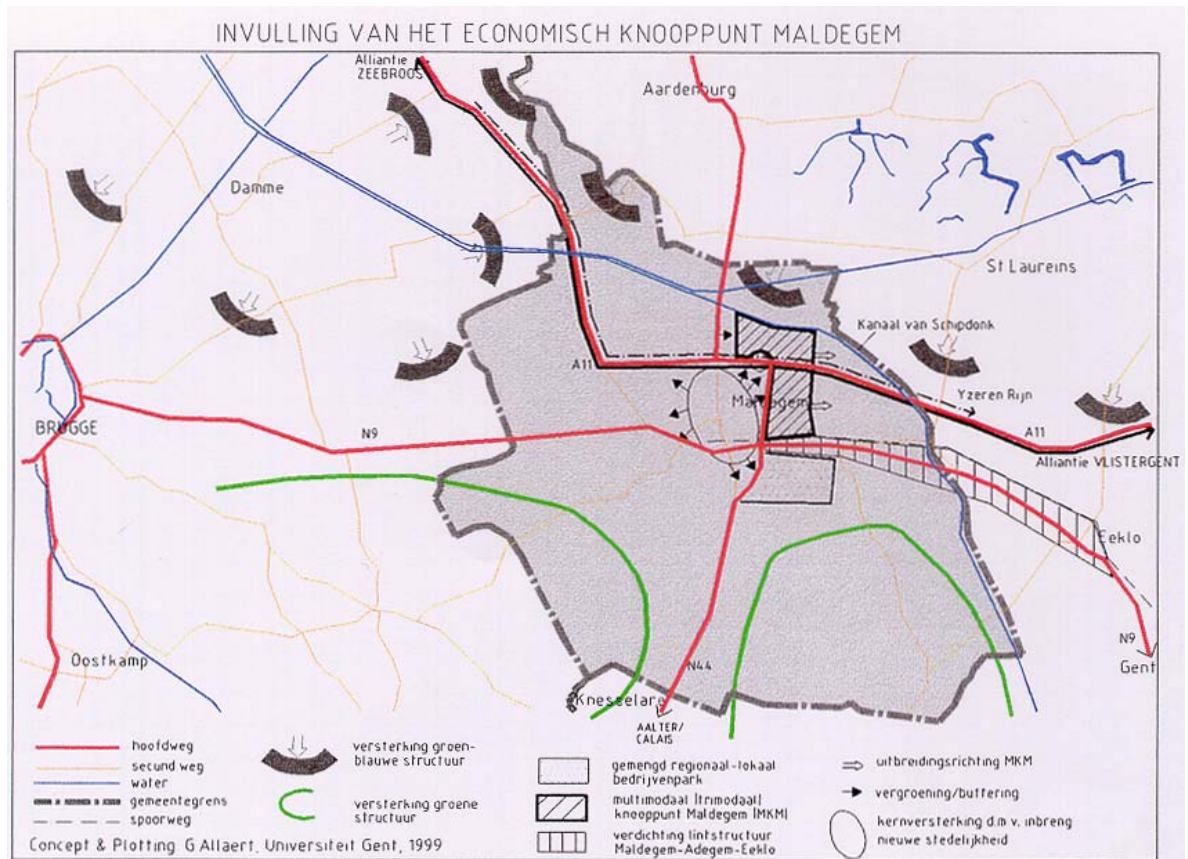 INVULLING VAN HET ECONOMISCH KNOOPPUNT MALDEGEM
Alliantie
ZEEBROOS
Aardenburg
Damme
St Laureins
Kanaal van Schipdonk
A11
Maldegem
Yzeren Rijn
BRUGGE
N9
A11
Alliantie VLISTERGENT
Eeklo
Oostkamp
N44
N9
Gent
Knesselare
AALTER/
CALAIS
hoofdweg
secund weg
water
gemeentegrens
spoorweg
versterking groen-
blauwe structuur
versterking groene
structuur
gemengd regionaal-lokaal
bedrijvenpark
multimodaal (trimodaal)
knooppunt Maldegem (MKM)
verdichting lintstructuur
Maldegem-Adegem-Eeklo
uitbreidingsrichting MKM
vergroening/buffering
kernversterking d.m.v. inbreng
nieuwe stedelijkheid
Concept & Plotting G Allaert, Universiteit Gent, 1999